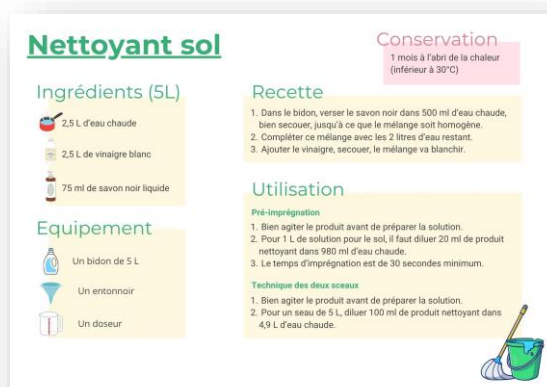 Nettoyant sol
Conservation
1 mois à l'abri de la chaleur
(inférieur à 30°C)
Ingrédients (5L)
2,5 L d'eau chaude
2,5 L de vinaigre blanc
75 ml de savon noir liquide
Equipement
Un bidon de 5 L
Un entonnoir
Un doseur
Recette
1. Dans le bidon, verser le savon noir dans 500 ml d'eau chaude,
bien secouer, jusqu'à ce que le mélange soit homogène.
2. Compléter ce mélange avec les 2 litres d'eau restant.
3. Ajouter le vinaigre, secouer, le mélange va blanchir.
Utilisation
Pré-imprégnation
1. Bien agiter le produit avant de préparer la solution.
2. Pour 1 L de solution pour le sol, il faut diluer 20 ml de produit
nettoyant dans 980 ml d'eau chaude.
3. Le temps d'imprégnation est de 30 secondes minimum.
Technique des deux sceaux
1. Bien agiter le produit avant de préparer la solution.
2. Pour un seau de 5 L, diluer 100 ml de produit nettoyant dans
4,9 L d'eau chaude.